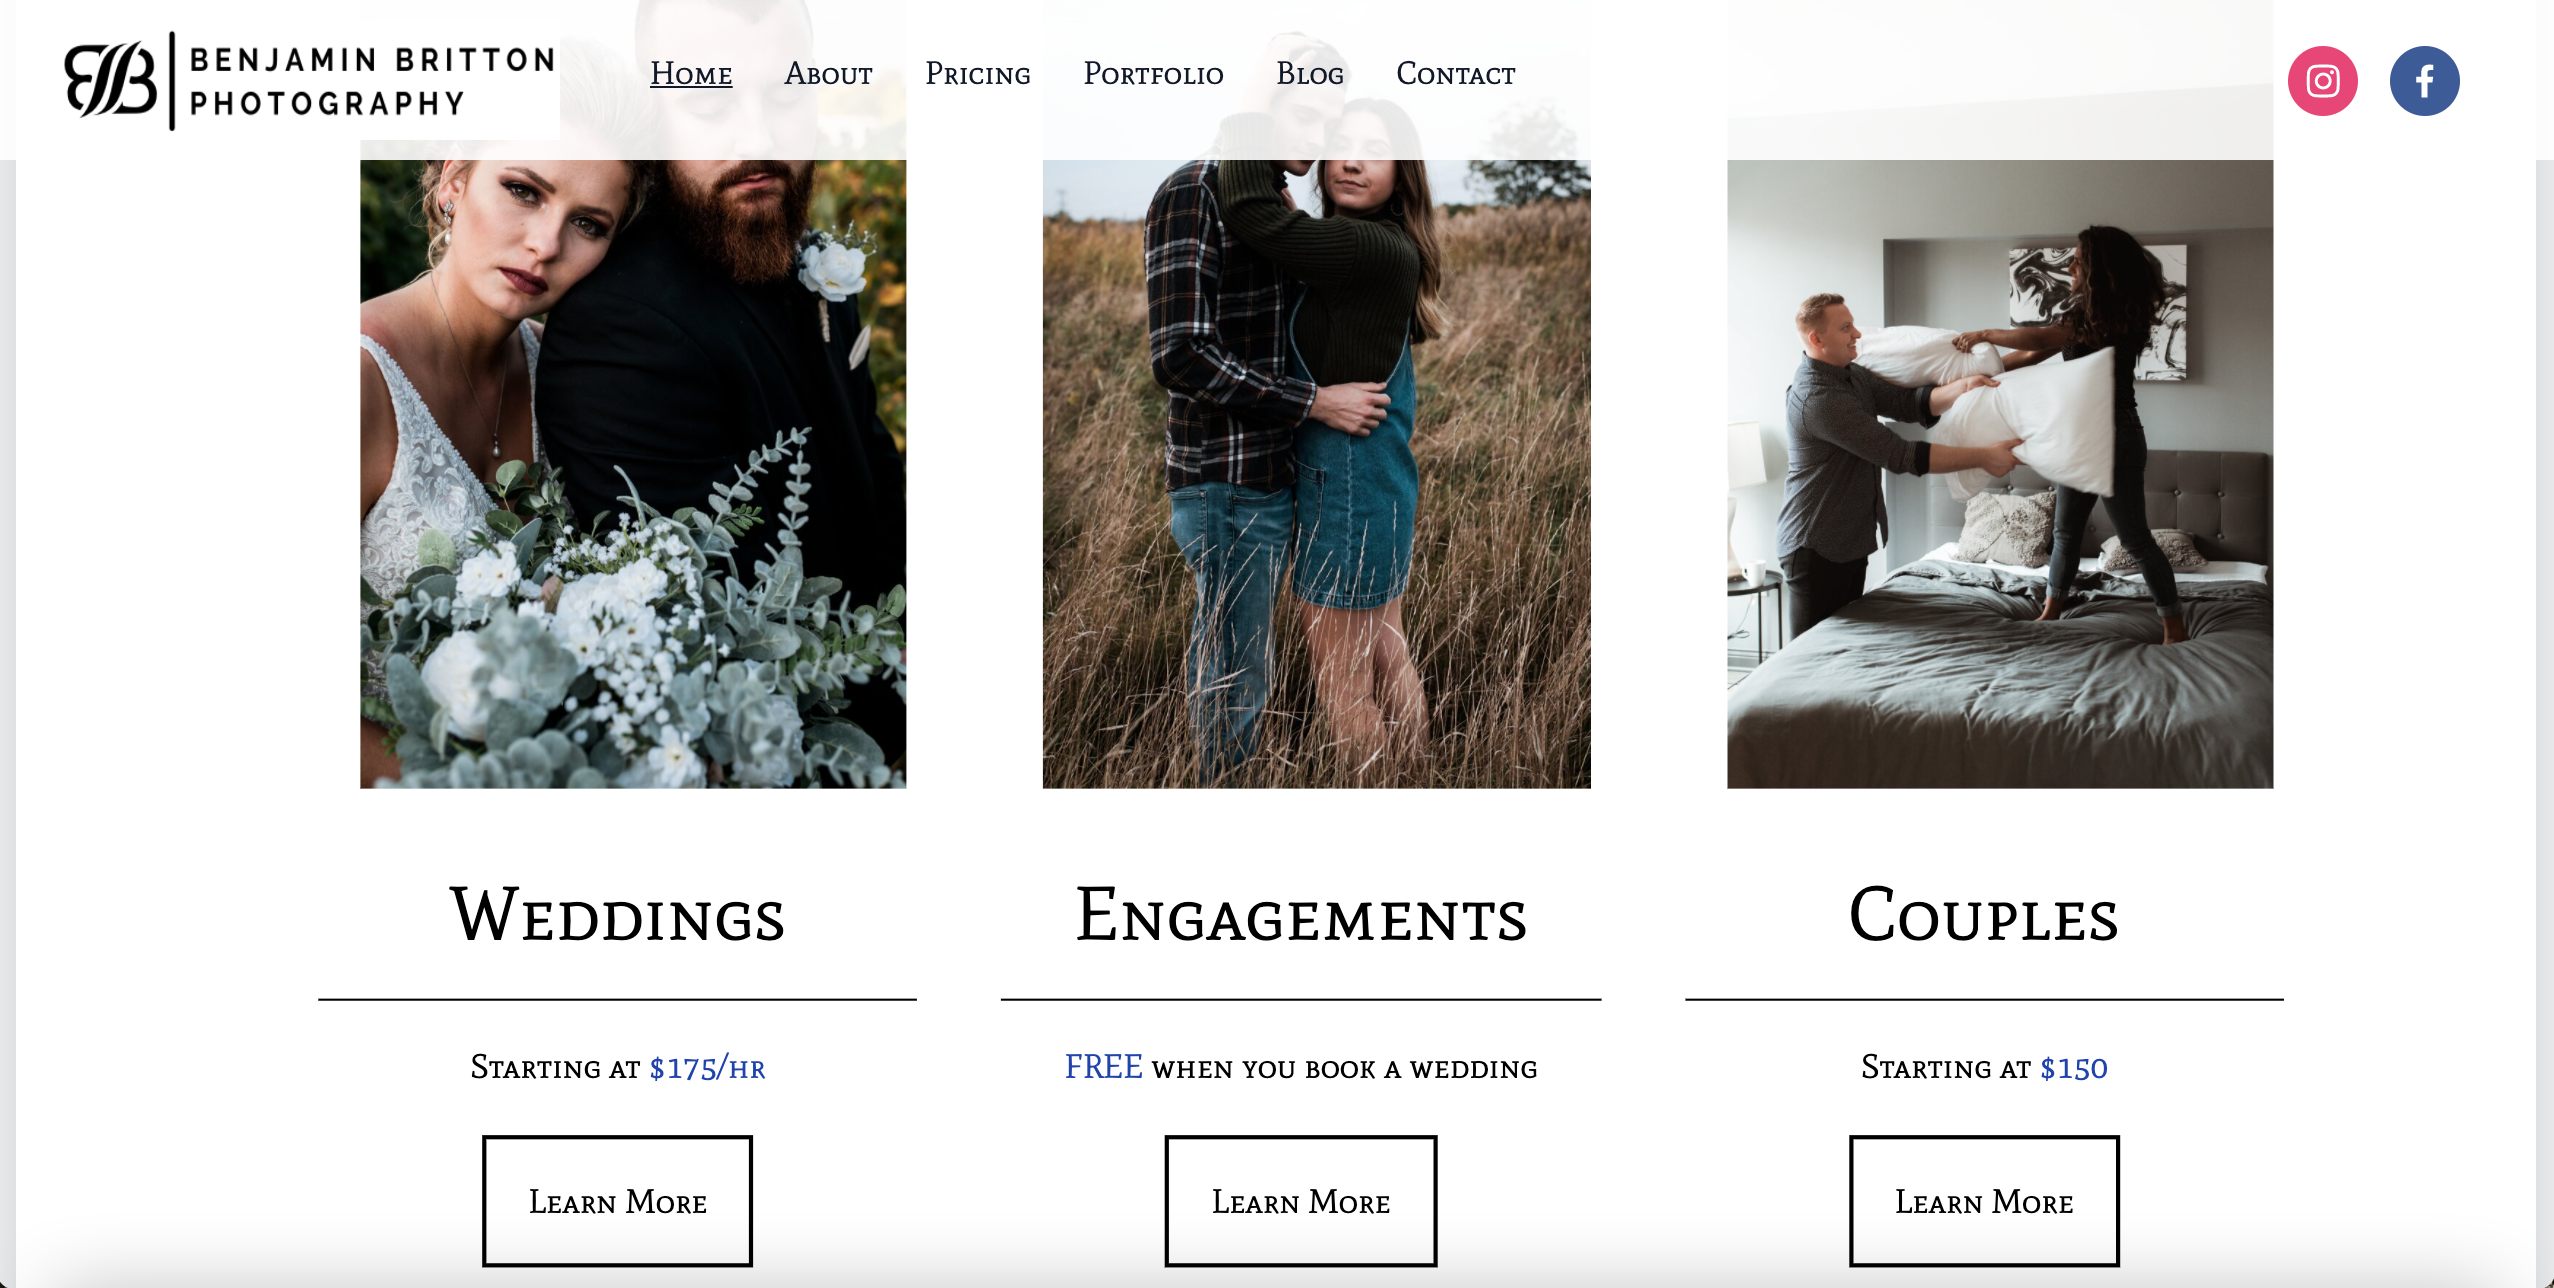 BENJAMIN BRITTON
PHOTOGRAPHY
Home About Pricing Portfolio Blog Contact
Weddings
Engagements
Couples
Starting at $175/hr
FREE when you book a wedding
Starting at $150
Learn More
Learn More
Learn More